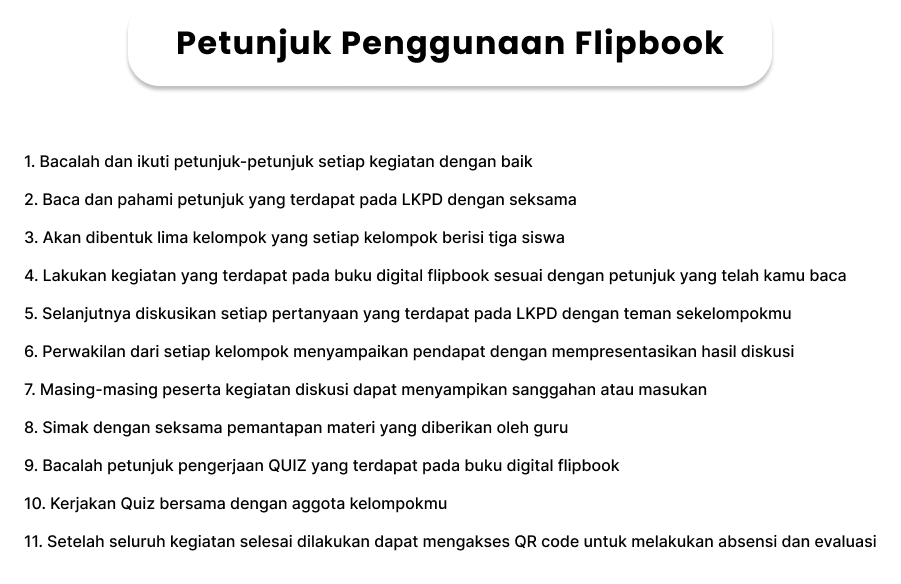 Petunjuk Penggunaan Flipbook
1. Bacalah dan ikuti petunjuk-petunjuk setiap kegiatan dengan baik
2. Baca dan pahami petunjuk yang terdapat pada LKPD dengan seksama
3. Akan dibentuk lima kelompok yang setiap kelompok berisi tiga siswa
4. Lakukan kegiatan yang terdapat pada buku digital flipbook sesuai dengan petunjuk yang telah kamu baca
5. Selanjutnya diskusikan setiap pertanyaan yang terdapat pada LKPD dengan teman sekelompokmu
6. Perwakilan dari setiap kelompok menyampaikan pendapat dengan mempresentasikan hasil diskusi
7. Masing-masing peserta kegiatan diskusi dapat menyampikan sanggahan atau masukan
8. Simak dengan seksama pemantapan materi yang diberikan oleh guru
9. Bacalah petunjuk pengerjaan QUIZ yang terdapat pada buku digital flipbook
10. Kerjakan Quiz bersama dengan aggota kelompokmu
11. Setelah seluruh kegiatan selesai dilakukan dapat mengakses QR code untuk melakukan absensi dan evaluasi